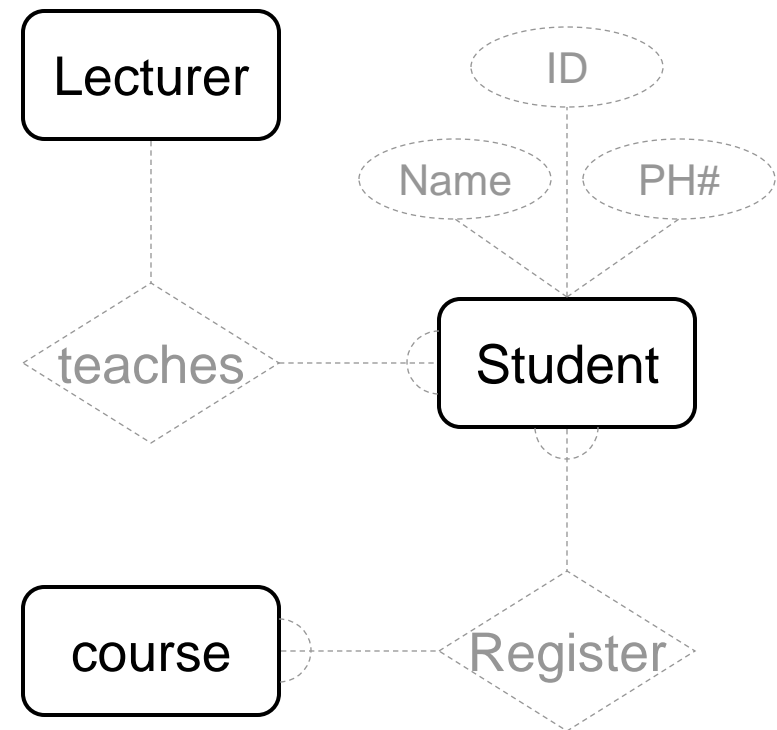 Lecturer
ID
Name
PH#
teaches
Student
course
Register